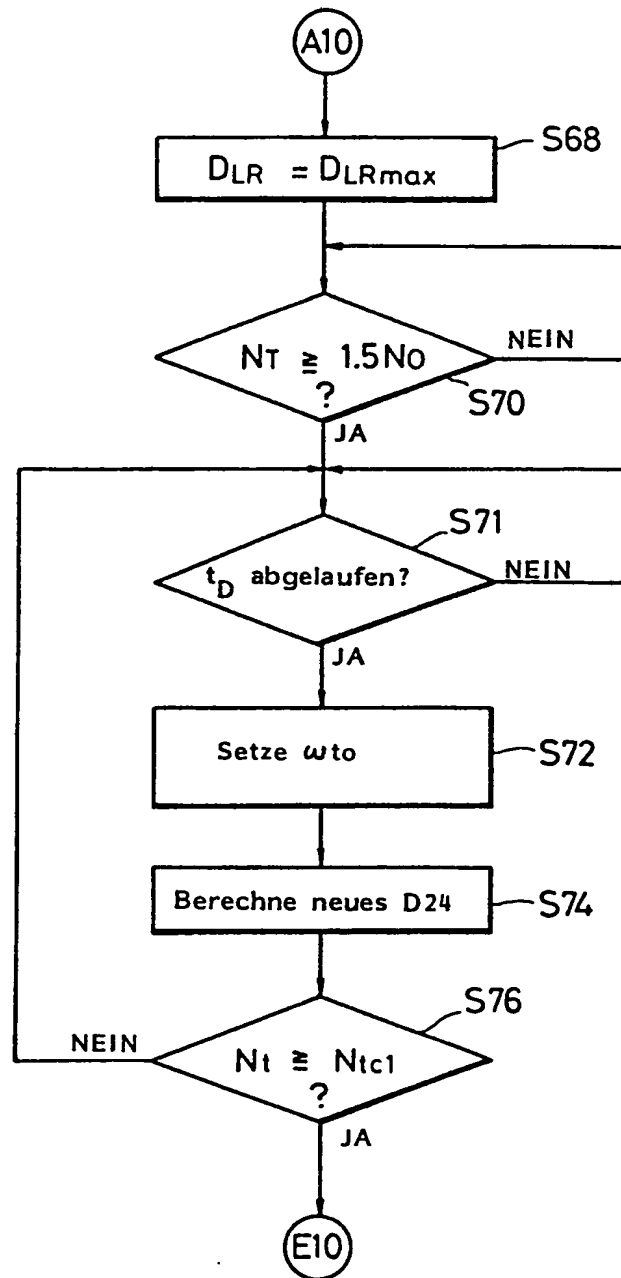 A10
S68
DLR = DLRmax
NT ≧ 1.5NO
?
NEIN
S70
JA
S71
tD abgelaufen?
NEIN
JA
Setze ωto
S72
Berechne neues D24
S74
S76
NEIN
Nt ≧ Ntc1
?
JA
E10